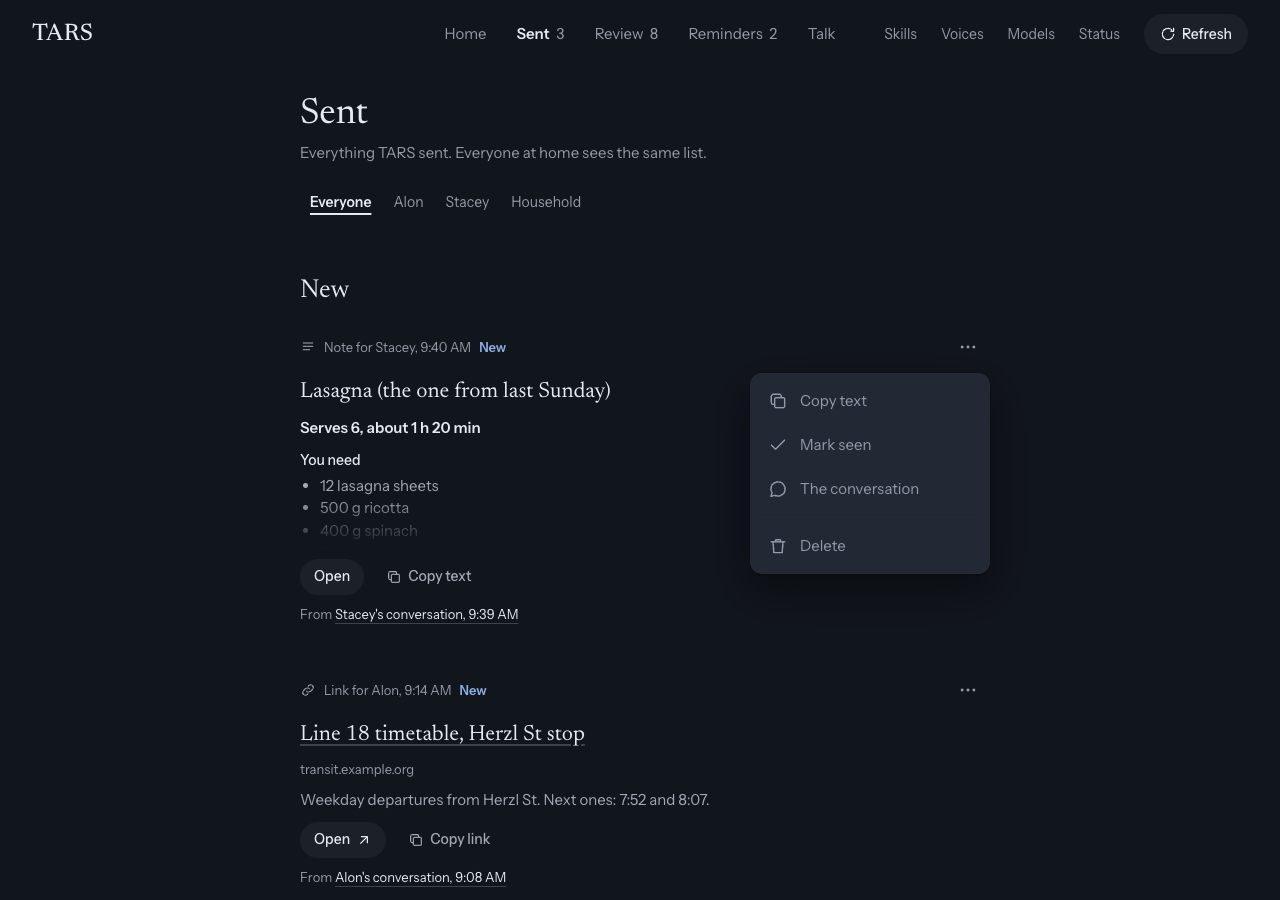 TARS
Home Sent 3 Review 8 Reminders 2 Talk Skills Voices Models Status Refresh
Sent
Everything TARS sent. Everyone at home sees the same list.
Everyone Alon Stacey Household
New
Note for Stacey, 9:40 AM New
Lasagna (the one from last Sunday)
Serves 6, about 1 h 20 min
You need
• 12 lasagna sheets
• 500 g ricotta
• 400 g spinach
Open Copy text
From Stacey's conversation, 9:39 AM
Copy text
Mark seen
The conversation
Delete
Link for Alon, 9:14 AM New
Line 18 timetable, Herzl St stop
transit.example.org
Weekday departures from Herzl St. Next ones: 7:52 and 8:07.
Open Copy link
From Alon's conversation, 9:08 AM